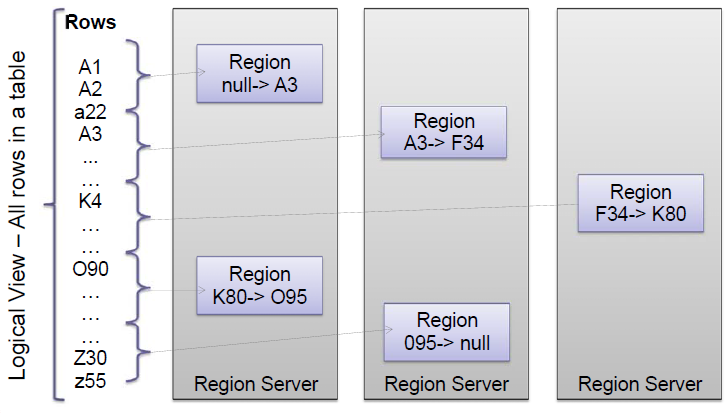 Logical View – All rows in a table
Rows
A1
A2
a22
A3
...
...
K4
...
...
O90
...
...
...
Z30
z55
Region
null-> A3
Region
K80-> O95
Region Server
Region
A3-> F34
Region
095-> null
Region Server
Region
F34-> K80
Region Server